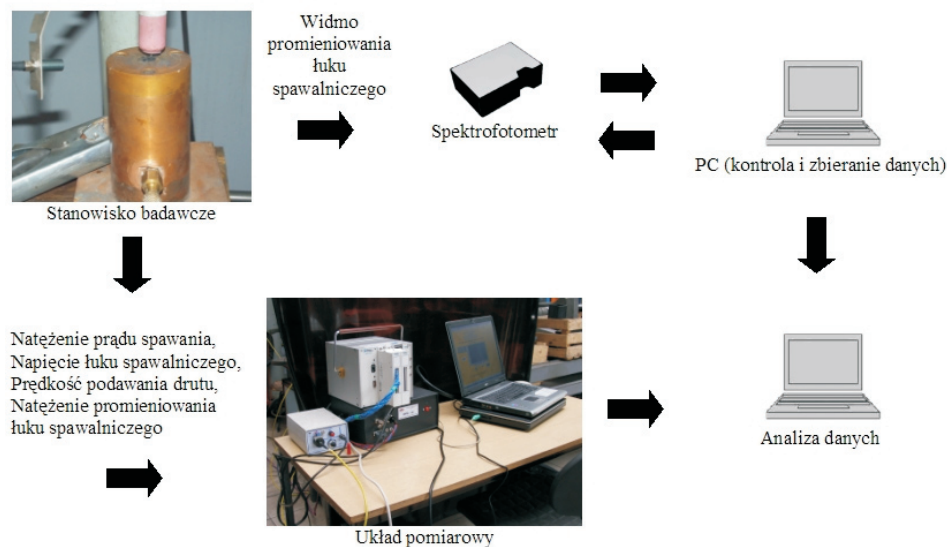 Widmo
promieniowania
łuku
spawalniczego
Spektrofotometr
PC (kontrola i zbieranie danych)
Stanowisko badawcze
Natężenie prądu spawania,
Napięcie łuku spawalniczego,
Prędkość podawania drutu,
Natężenie promieniowania
łuku spawalniczego
Układ pomiarowy
Analiza danych